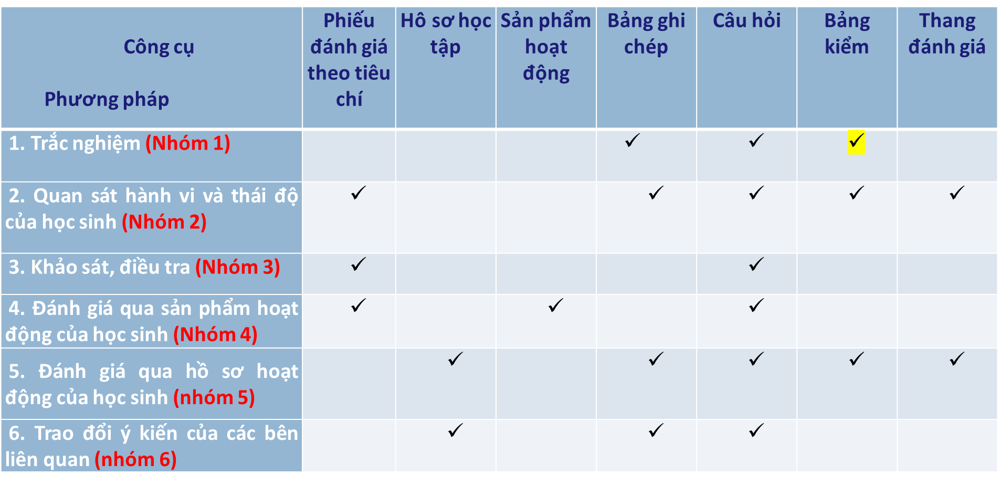 Công cụ
Phương pháp
Phiếu
đánh giá
theo tiêu
chí
Hô sơ học
tập
Sản phẩm
hoạt
động
Bảng ghi
chép
Câu hỏi
Bảng
kiểm
Thang
đánh giá
1. Trắc nghiệm (Nhóm 1)
✓ ✓ ✓
2. Quan sát hành vi và thái độ
của học sinh (Nhóm 2)
✓ ✓ ✓ ✓ ✓
3. Khảo sát, điều tra (Nhóm 3)
✓ ✓
4. Đánh giá qua sản phẩm hoạt
động của học sinh (Nhóm 4)
✓ ✓ ✓
5. Đánh giá qua hồ sơ hoạt
động của học sinh (nhóm 5)
✓ ✓ ✓ ✓ ✓
6. Trao đổi ý kiến của các bên
liên quan (nhóm 6)
✓ ✓ ✓